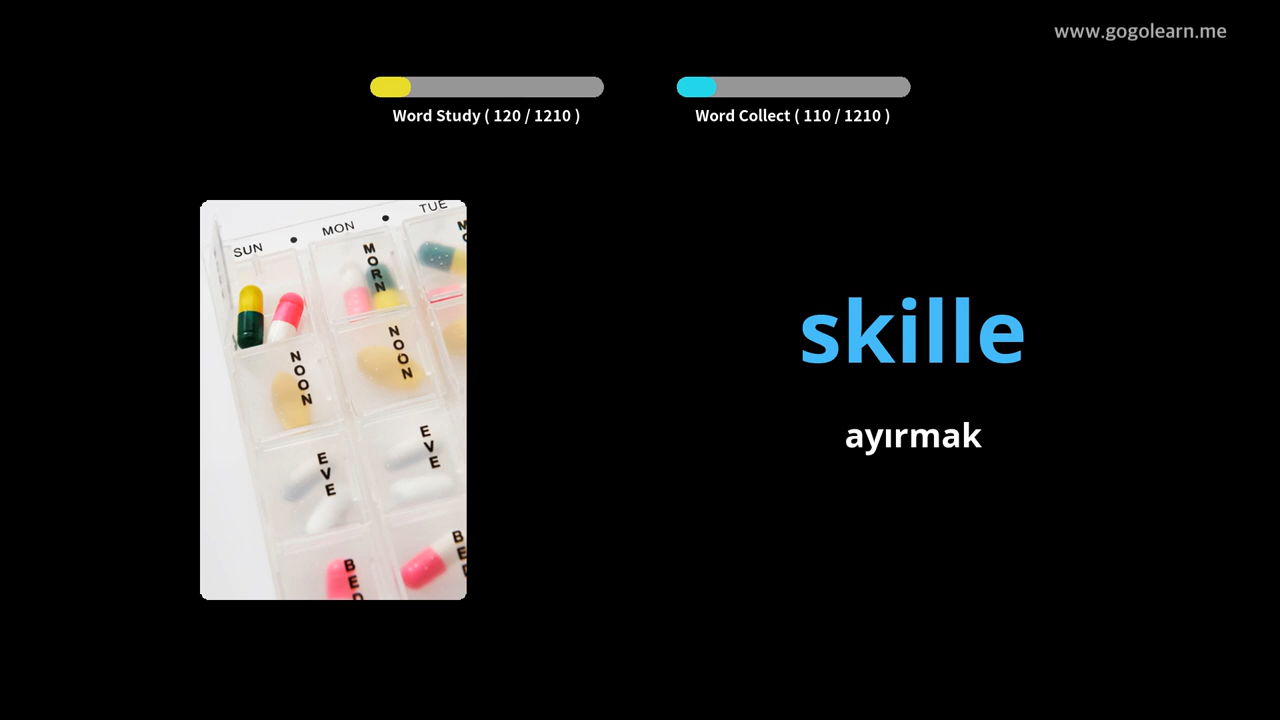 www.gogolearn.me
Word Study ( 120 / 1210 )
Word Collect ( 110 / 1210 )
SUN
MON
TUE
MORN
NOON
NOON
EVE
EVE
BED
skille
ayırmak